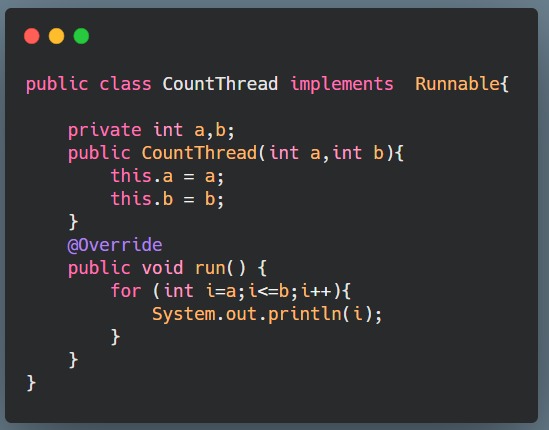 public class CountThread implements  Runnable{
    private int a,b;
    public CountThread(int a,int b){
        this.a = a;
        this.b = b;
    }
    @Override
    public void run() {
        for (int i=a;i<=b;i++){
            System.out.println(i);
        }
    }
}